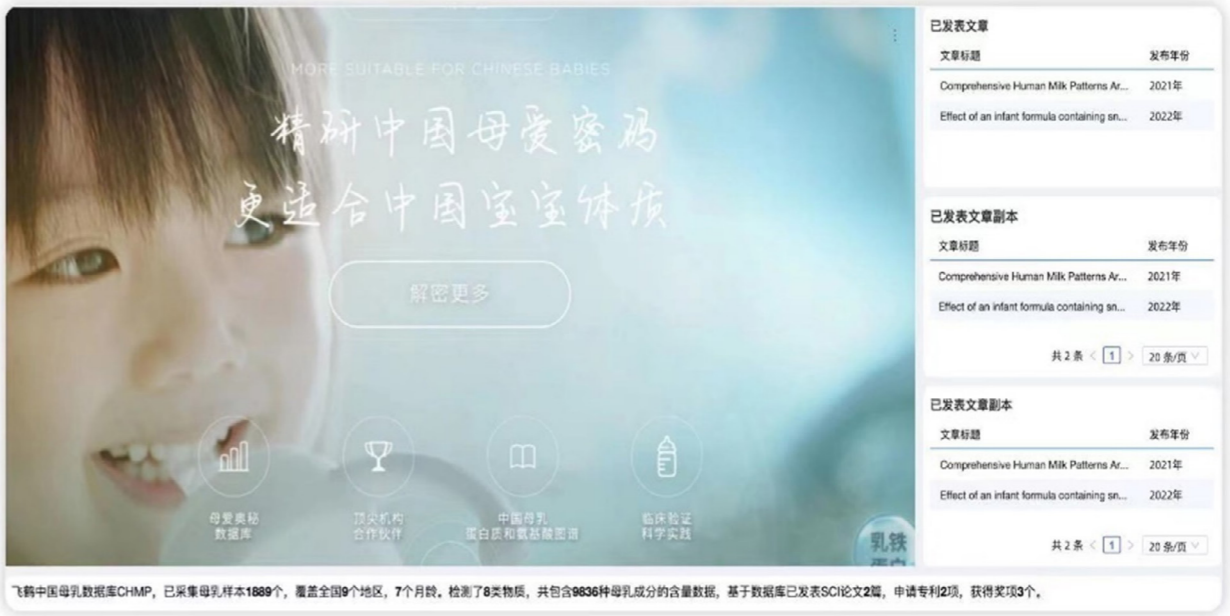 MORE SUITABLE FOR CHINESE BABIES
精研中国母爱密码
更适合中国宝宝体质
解密更多
母爱奥秘
数据库
顶尖机构
合作伙伴
中国母乳
蛋白质和氨基酸图谱
临床验证
科学实践
乳铁
蛋白
已发表文章
文章标题 发布年份
Comprehensive Human Milk Patterns Ar... 2021年
Effect of an infant formula containing sn... 2022年
已发表文章副本
文章标题 发布年份
Comprehensive Human Milk Patterns Ar... 2021年
Effect of an infant formula containing sn... 2022年
共 2 条 < 1 > 20 条/页
已发表文章副本
文章标题 发布年份
Comprehensive Human Milk Patterns Ar... 2021年
Effect of an infant formula containing sn... 2022年
共 2 条 < 1 > 20 条/页
飞鹤中国母乳数据库CHMP，已采集母乳样本1889个，覆盖全国9个地区，7个月龄。检测了8类物质，共包含9836种母乳成分的含量数据，基于数据库已发表SCI论文2篇，申请专利2项，获得奖项3个。